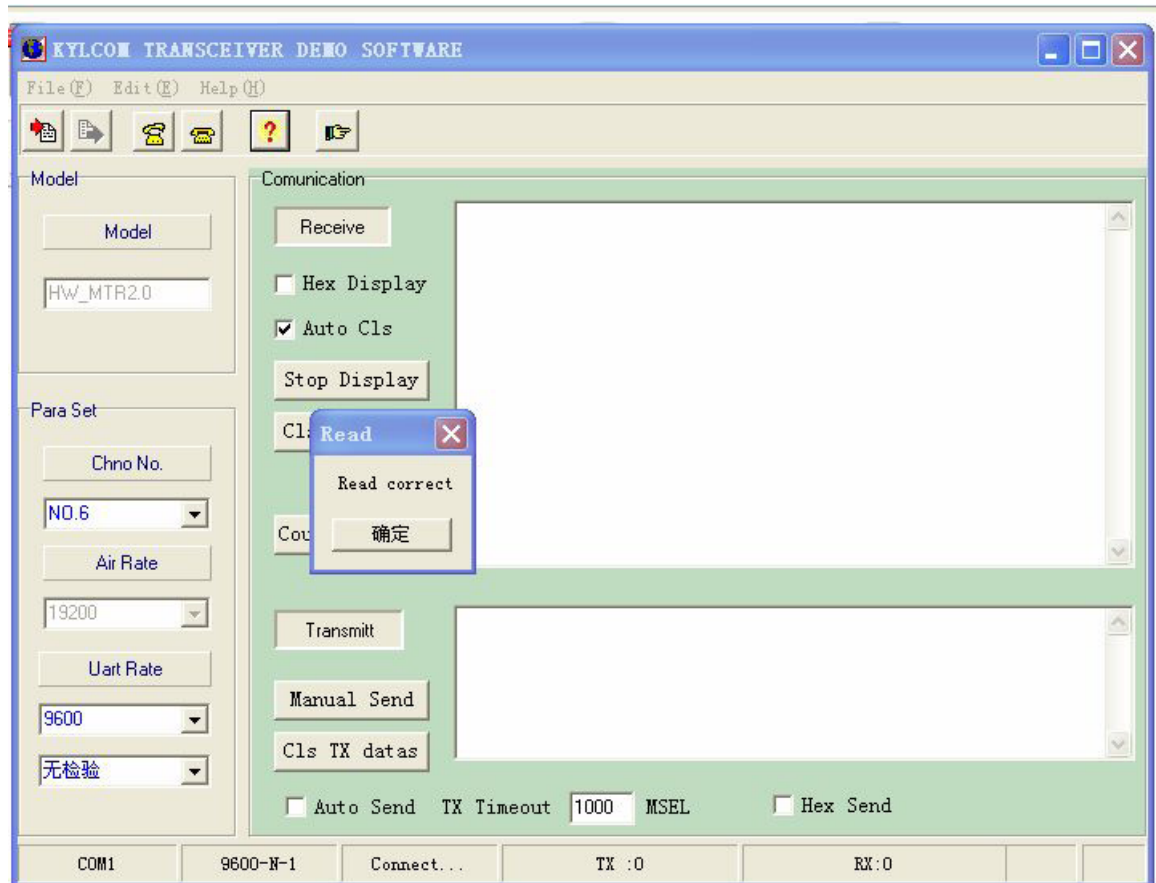 KYLCOM TRANSCEIVER DEMO SOFTWARE
File(F) Edit(E) Help(H)
Model
Model
HW_MTR2.0
Para Set
Chno No.
NO.6
Air Rate
19200
Uart Rate
9600
无检验
Comunication
Receive
Hex Display
Auto Cls
Stop Display
Read
Read correct
确定
Transmitt
Manual Send
Cls TX datas
Auto Send TX Timeout 1000 MSEL Hex Send
COM1 9600-N-1 Connect... TX :0 RX:0